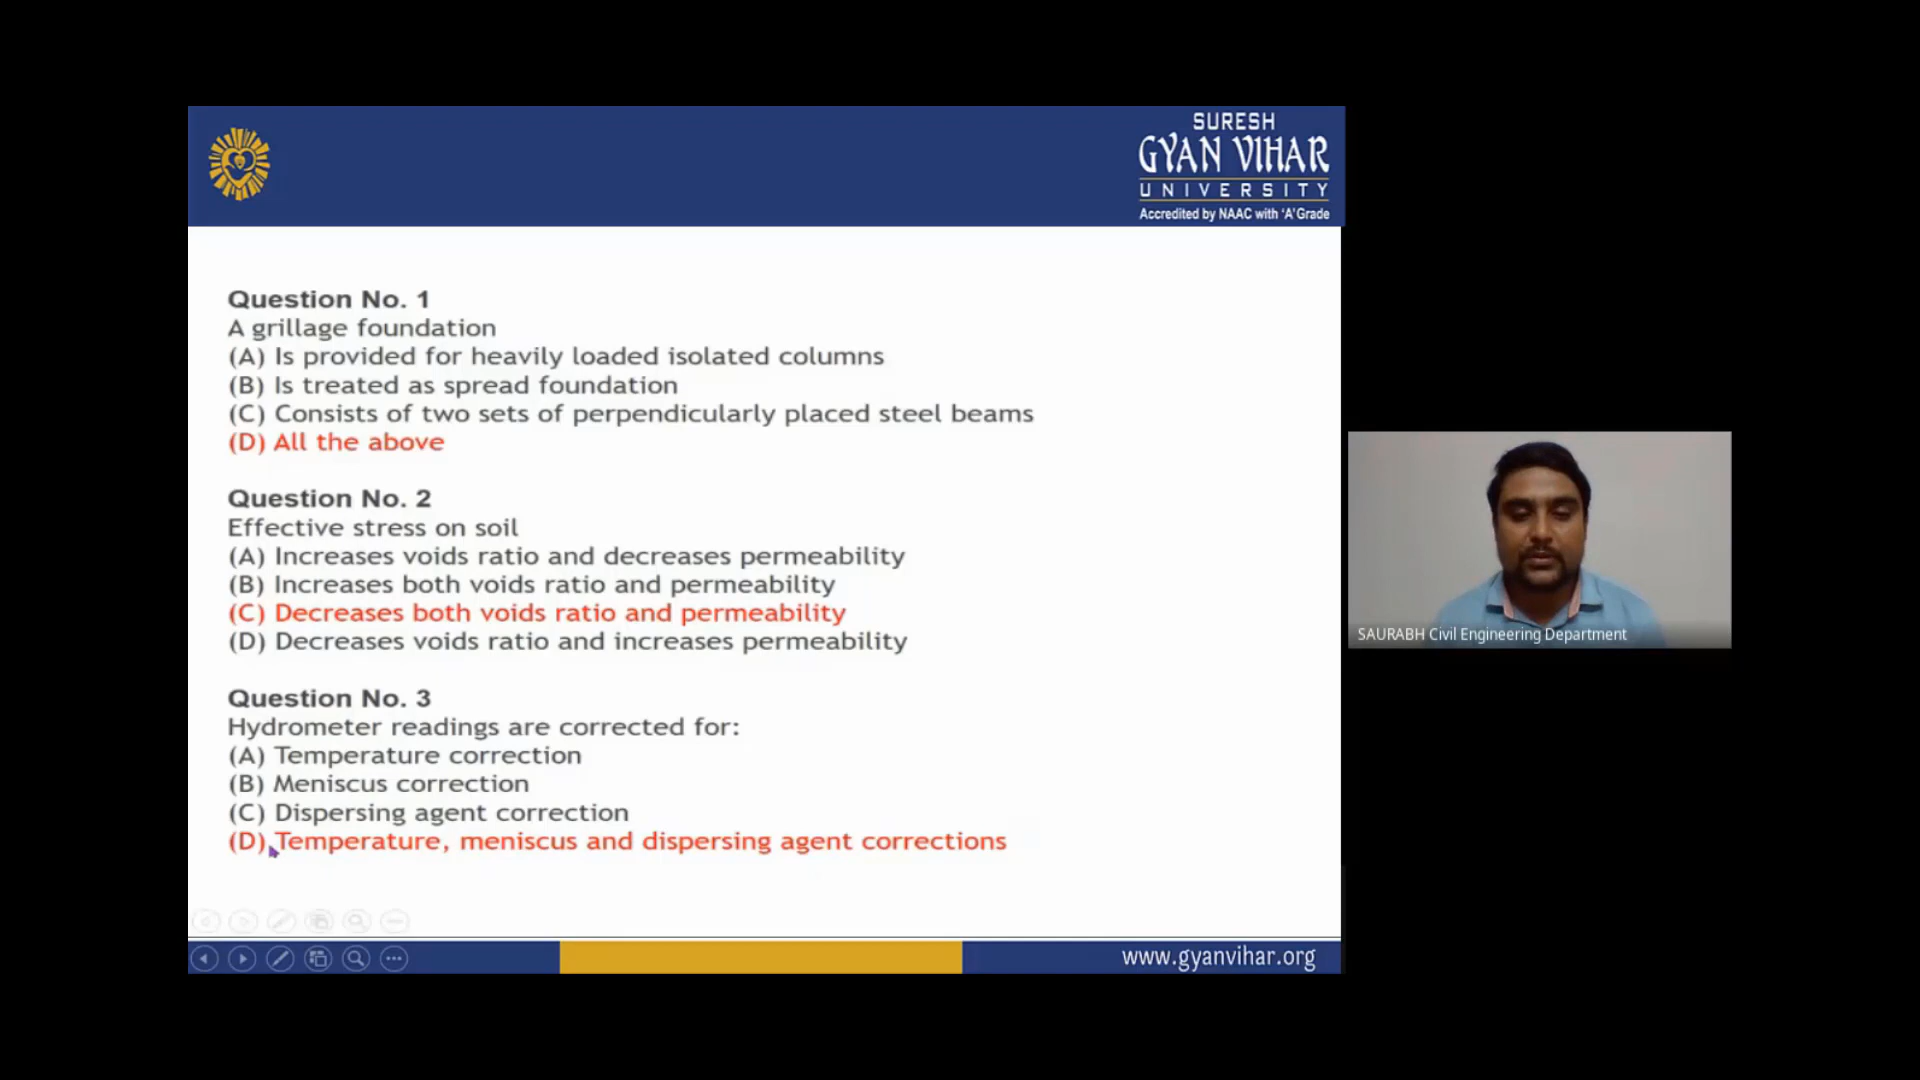 SURESH
GYAN VIHAR
UNIVERSITY
Accredited by NAAC with 'A' Grade
Question No. 1
A grillage foundation
(A) Is provided for heavily loaded isolated columns
(B) Is treated as spread foundation
(C) Consists of two sets of perpendicularly placed steel beams
(D) All the above
Question No. 2
Effective stress on soil
(A) Increases voids ratio and decreases permeability
(B) Increases both voids ratio and permeability
(C) Decreases both voids ratio and permeability
(D) Decreases voids ratio and increases permeability
Question No. 3
Hydrometer readings are corrected for:
(A) Temperature correction
(B) Meniscus correction
(C) Dispersing agent correction
(D) Temperature, meniscus and dispersing agent corrections
SAURABH Civil Engineering Department
www.gyanvihar.org